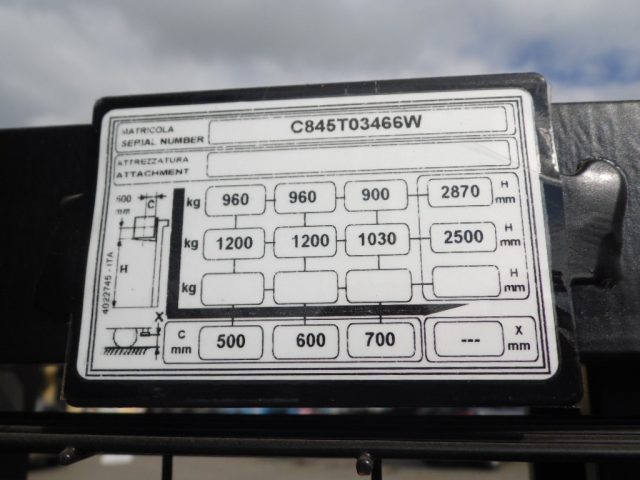 MATRICOLA
SERIAL NUMBER C845T03466W
ATTREZZATURA
ATTACHMENT
600 mm C kg 960 960 900 2870 H mm
kg 1200 1200 1030 2500 H mm
H kg H mm
4022745 - ITA
X
C mm 500 600 700 --- X mm